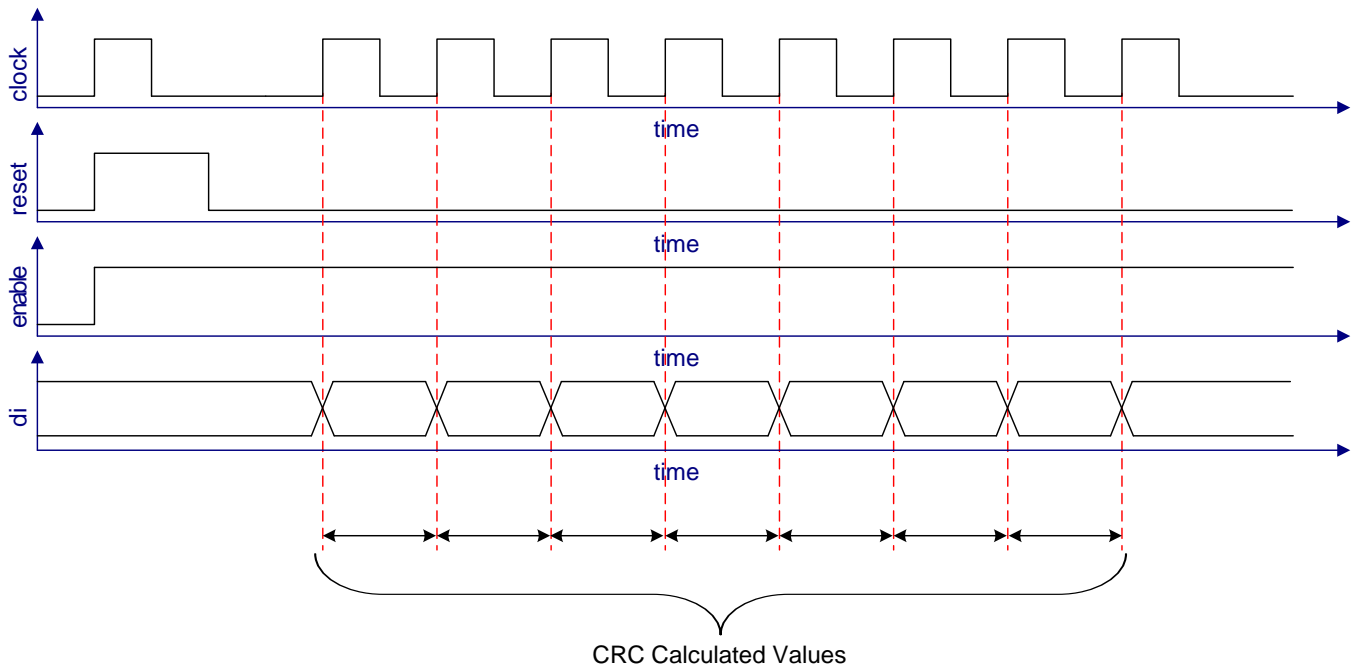 clock
time
reset
time
enable
time
di
time
CRC Calculated Values